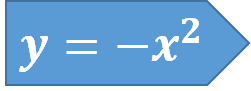 y = −x²